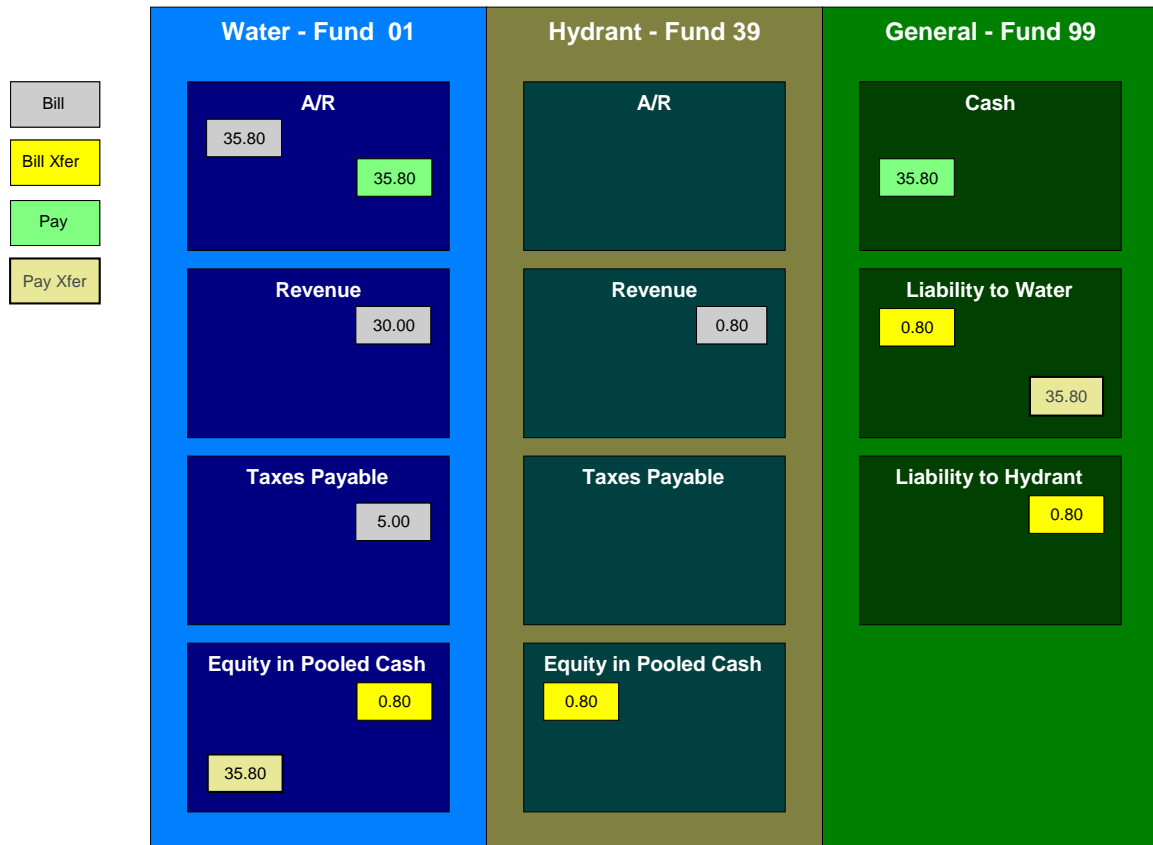 Water - Fund  01
Hydrant - Fund 39
General - Fund 99
Bill
Bill Xfer
Pay
Pay Xfer
A/R
35.80
35.80
A/R
Cash
35.80
Revenue
30.00
Revenue
0.80
Liability to Water
0.80
35.80
Taxes Payable
5.00
Taxes Payable
Liability to Hydrant
0.80
Equity in Pooled Cash
0.80
35.80
Equity in Pooled Cash
0.80